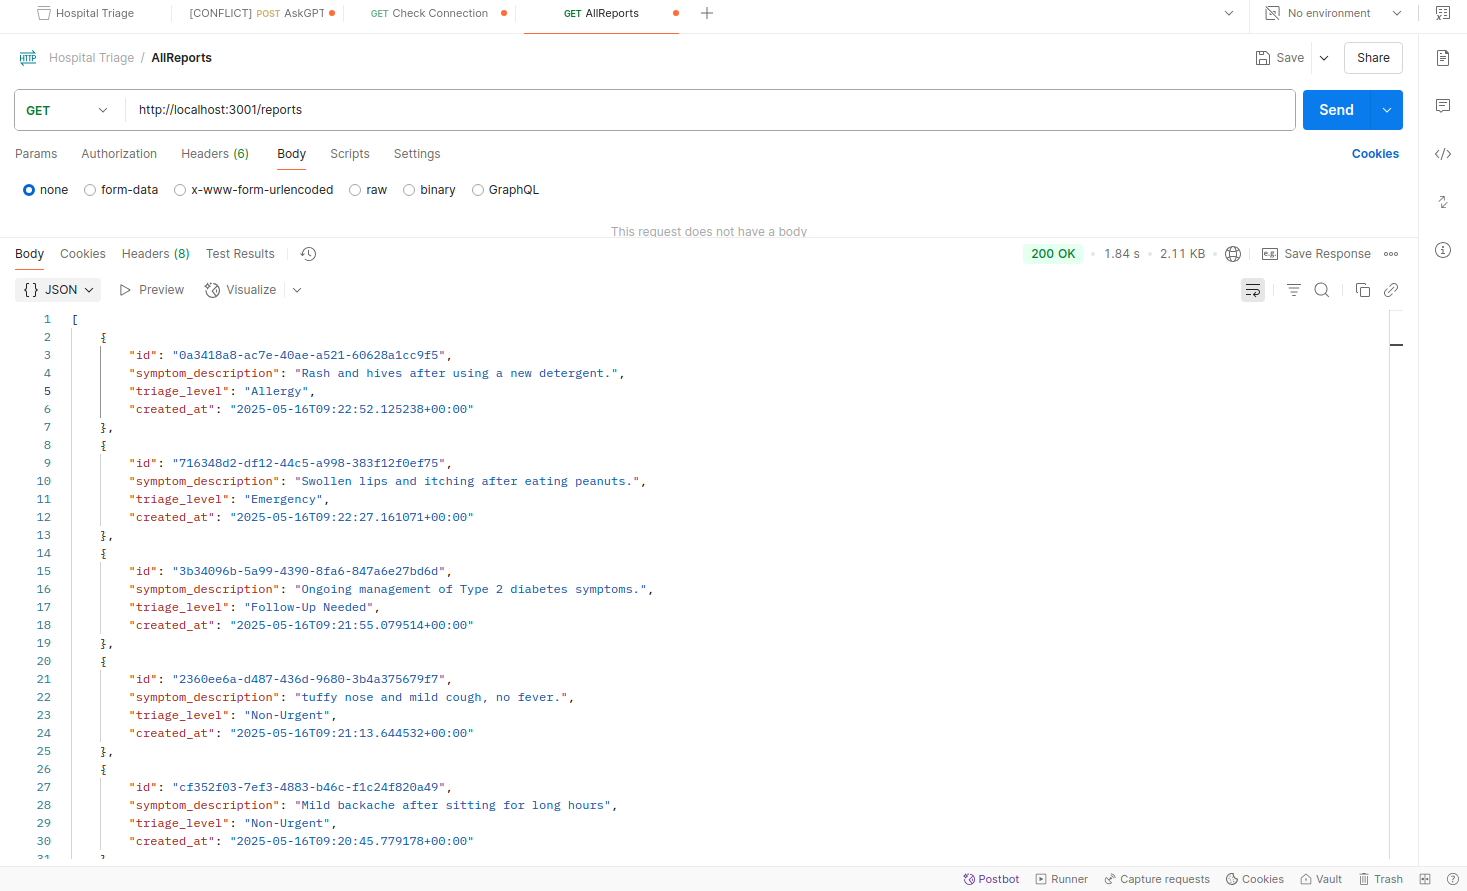 Hospital Triage
[CONFLICT] POST AskGPT
GET Check Connection
GET AllReports
No environment
HTTP Hospital Triage / AllReports
Save
Share
GET http://localhost:3001/reports
Send
Params Authorization Headers (6) Body Scripts Settings Cookies
none form-data x-www-form-urlencoded raw binary GraphQL
This request does not have a body
Body Cookies Headers (8) Test Results 200 OK • 1.84 s • 2.11 KB • e.g. Save Response
{} JSON Preview Visualize
1 [
2 {
3 "id": "0a3418a8-ac7e-40ae-a521-60628a1cc9f5",
4 "symptom_description": "Rash and hives after using a new detergent.",
5 "triage_level": "Allergy",
6 "created_at": "2025-05-16T09:22:52.125238+00:00"
7 },
8 {
9 "id": "716348d2-df12-44c5-a998-383f12f0ef75",
10 "symptom_description": "Swollen lips and itching after eating peanuts.",
11 "triage_level": "Emergency",
12 "created_at": "2025-05-16T09:22:27.161071+00:00"
13 },
14 {
15 "id": "3b34096b-5a99-4390-8fa6-847a6e27bd6d",
16 "symptom_description": "Ongoing management of Type 2 diabetes symptoms.",
17 "triage_level": "Follow-Up Needed",
18 "created_at": "2025-05-16T09:21:55.079514+00:00"
19 },
20 {
21 "id": "2360ee6a-d487-436d-9680-3b4a375679f7",
22 "symptom_description": "tuffy nose and mild cough, no fever.",
23 "triage_level": "Non-Urgent",
24 "created_at": "2025-05-16T09:21:13.644532+00:00"
25 },
26 {
27 "id": "cf352f03-7ef3-4883-b46c-f1c24f820a49",
28 "symptom_description": "Mild backache after sitting for long hours",
29 "triage_level": "Non-Urgent",
30 "created_at": "2025-05-16T09:20:45.779178+00:00"
31 }
Postbot Runner Capture requests Cookies Vault Trash